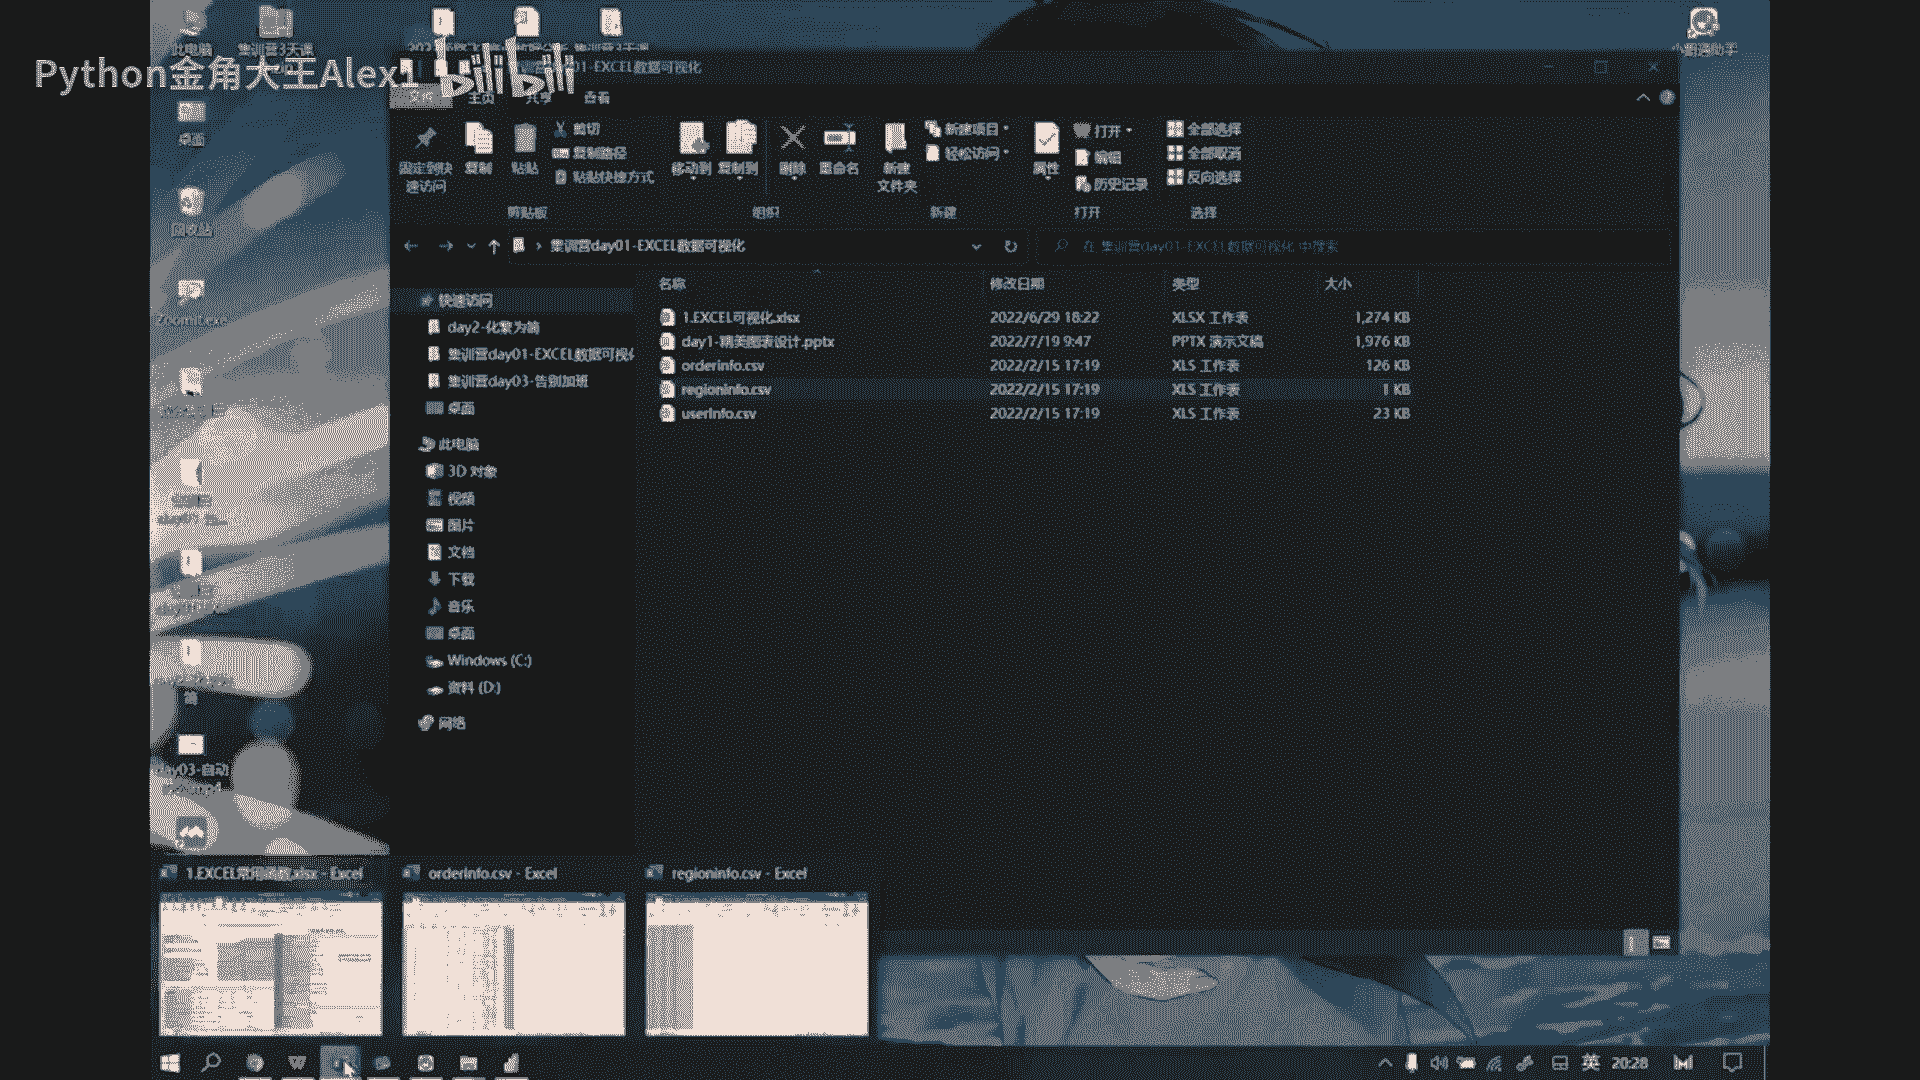 此电脑
集训营3天课
小鹅通助手
Python金角大王Alex1 bilibili
集训营day01-EXCEL数据可视化
文件 主页 共享 查看
桌面
固定到快速访问
复制
粘贴
剪切
复制路径
粘贴快捷方式
移动到
复制到
删除
重命名
新建
文件夹
新建项目
轻松访问
属性
打开
编辑
历史记录
全部选择
全部取消
反向选择
剪贴板 组织 新建 打开 选择
集训营day01-EXCEL数据可视化
在 集训营day01-EXCEL数据可视化 中搜索
名称 修改日期 类型 大小
1.EXCEL可视化.xlsx 2022/6/29 18:22 XLSX 工作表 1,274 KB
day1-精美图表设计.pptx 2022/7/19 9:47 PPTX 演示文稿 1,976 KB
orderinfo.csv 2022/2/15 17:19 XLS 工作表 126 KB
regioninfo.csv 2022/2/15 17:19 XLS 工作表 1 KB
userinfo.csv 2022/2/15 17:19 XLS 工作表 23 KB
快速访问
day2-化繁为简
集训营day01-EXCEL数据可视化
集训营day03-告别加班
桌面
此电脑
3D 对象
视频
图片
文档
下载
音乐
桌面
Windows (C:)
资料 (D:)
网络
回收站
ZoomIt.exe
day03-自动
1.EXCEL常用函数.xlsx - Excel
orderinfo.csv - Excel
regioninfo.csv - Excel
英 20:28